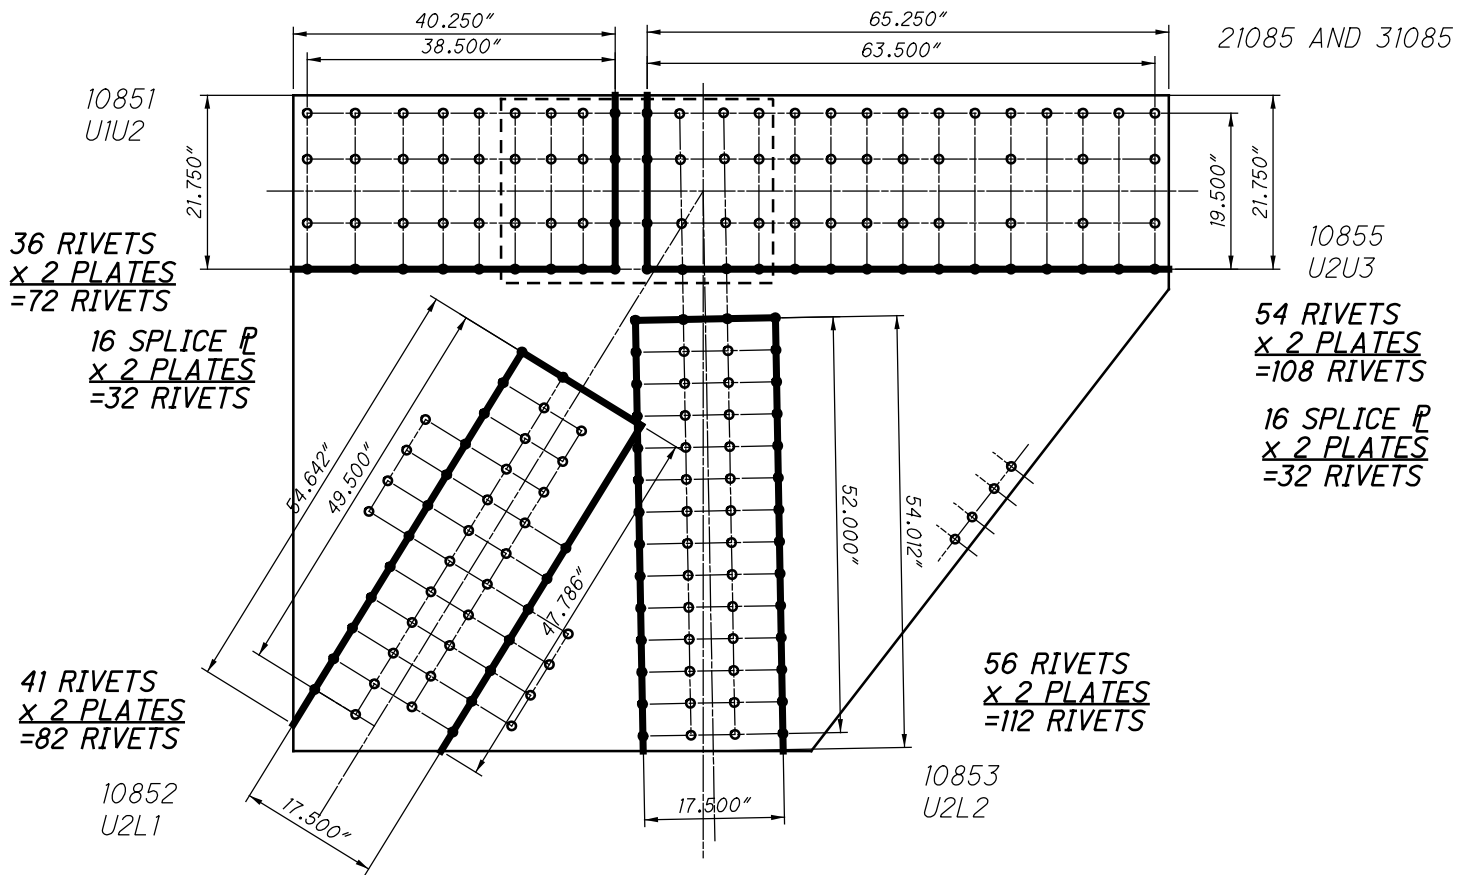 40.250″
38.500″
65.250″
63.500″
21085 AND 31085
10851
U1U2
21.750″
19.500″
21.750″
36 RIVETS
x 2 PLATES
=72 RIVETS
16 SPLICE ⅊
x 2 PLATES
=32 RIVETS
10855
U2U3
54 RIVETS
x 2 PLATES
=108 RIVETS
16 SPLICE ⅊
x 2 PLATES
=32 RIVETS
54.642″
49.500″
47.786″
52.000″
54.012″
41 RIVETS
x 2 PLATES
=82 RIVETS
56 RIVETS
x 2 PLATES
=112 RIVETS
10852
U2L1
17.500″
17.500″
10853
U2L2